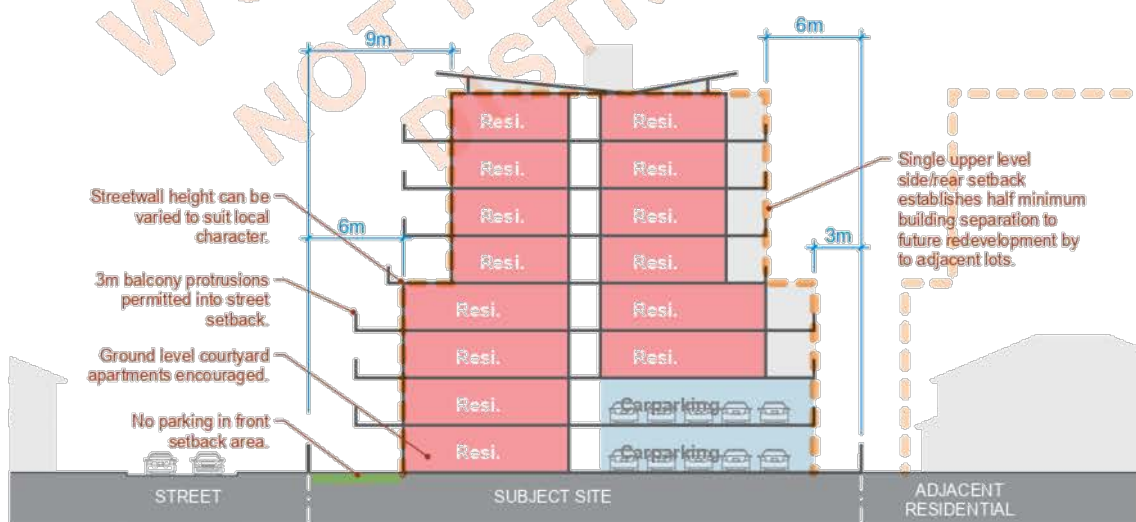 W
NOT
DISTRI
9m
6m
Resi.
Resi.
Resi.
Resi.
Resi.
Resi.
Resi.
Resi.
Resi.
Resi.
Resi.
Resi.
Resi.
Carparking
Resi.
Carparking
Streetwall height can be
varied to suit local
character.
6m
3m balcony protrusions
permitted into street
setback.
Ground level courtyard
apartments encouraged.
No parking in front
setback area.
Single upper level
side/rear setback
establishes half minimum
building separation to
future redevelopment by
to adjacent lots.
3m
STREET
SUBJECT SITE
ADJACENT
RESIDENTIAL